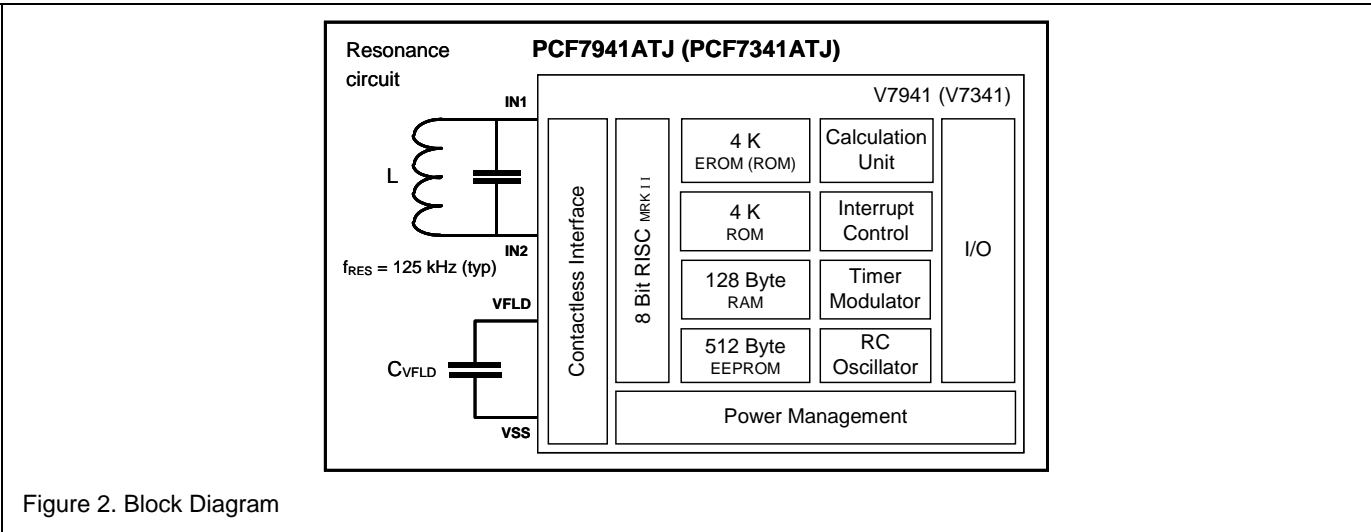 PCF7941ATJ (PCF7341ATJ)
Resonance
circuit
V7941 (V7341)
IN1
L
IN2
fRES = 125 kHz (typ)
VFLD
CVFLD
VSS
Contactless Interface
8 Bit RISC MRK II
4 K
EROM (ROM)
Calculation
Unit
4 K
ROM
Interrupt
Control
128 Byte
RAM
Timer
Modulator
512 Byte
EEPROM
RC
Oscillator
I/O
Power Management
Figure 2. Block Diagram